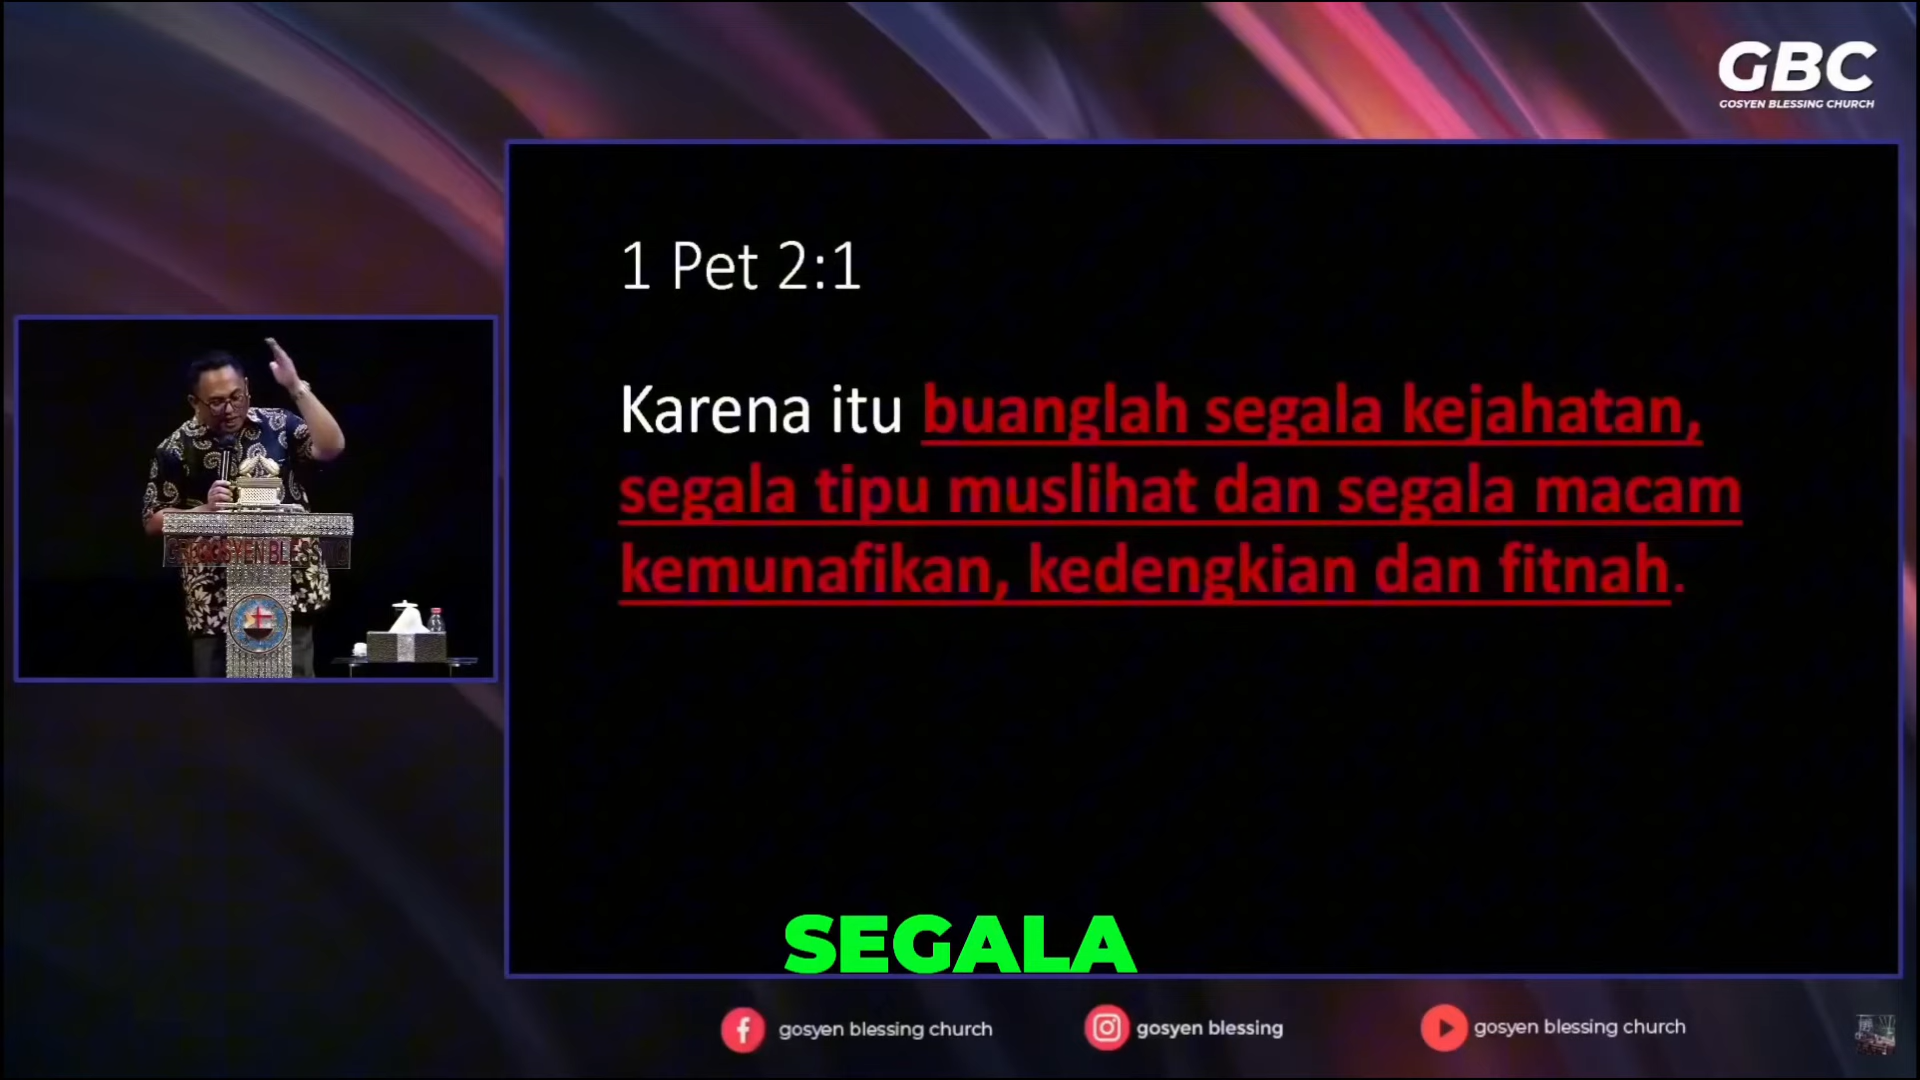 GBC
GOSYEN BLESSING CHURCH
1 Pet 2:1
Karena itu buanglah segala kejahatan,
segala tipu muslihat dan segala macam
kemunafikan, kedengkian dan fitnah.
SEGALA
gosyen blessing church
gosyen blessing
gosyen blessing church